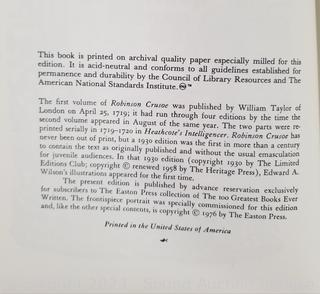 This book is printed on archival quality paper especially milled for this
edition. It is acid-neutral and conforms to all guidelines established for
permanence and durability by the Council of Library Resources and The
American National Standards Institute.♾™
The first volume of Robinson Crusoe was published by William Taylor of
London on April 25, 1719; it had run through four editions by the time the
second volume appeared in August of the same year. The two parts were re-
printed serially in 1719-1720 in Heathcote's Intelligencer. Robinson Crusoe has
never been out of print, but a 1930 edition was the first in more than a century
to contain the text as originally published and without the usual emasculation
for juvenile audiences. In that 1930 edition (copyright 1930 by The Limited
Editions Club; copyright © renewed 1958 by The Heritage Press), Edward A.
Wilson's illustrations appeared for the first time.
The present edition is published by advance reservation exclusively
for subscribers to The Easton Press collection of The 100 Greatest Books Ever
Written. The frontispiece portrait was specially commissioned for this edition
and, like the other special contents, is copyright © 1976 by The Easton Press.
Printed in the United States of America